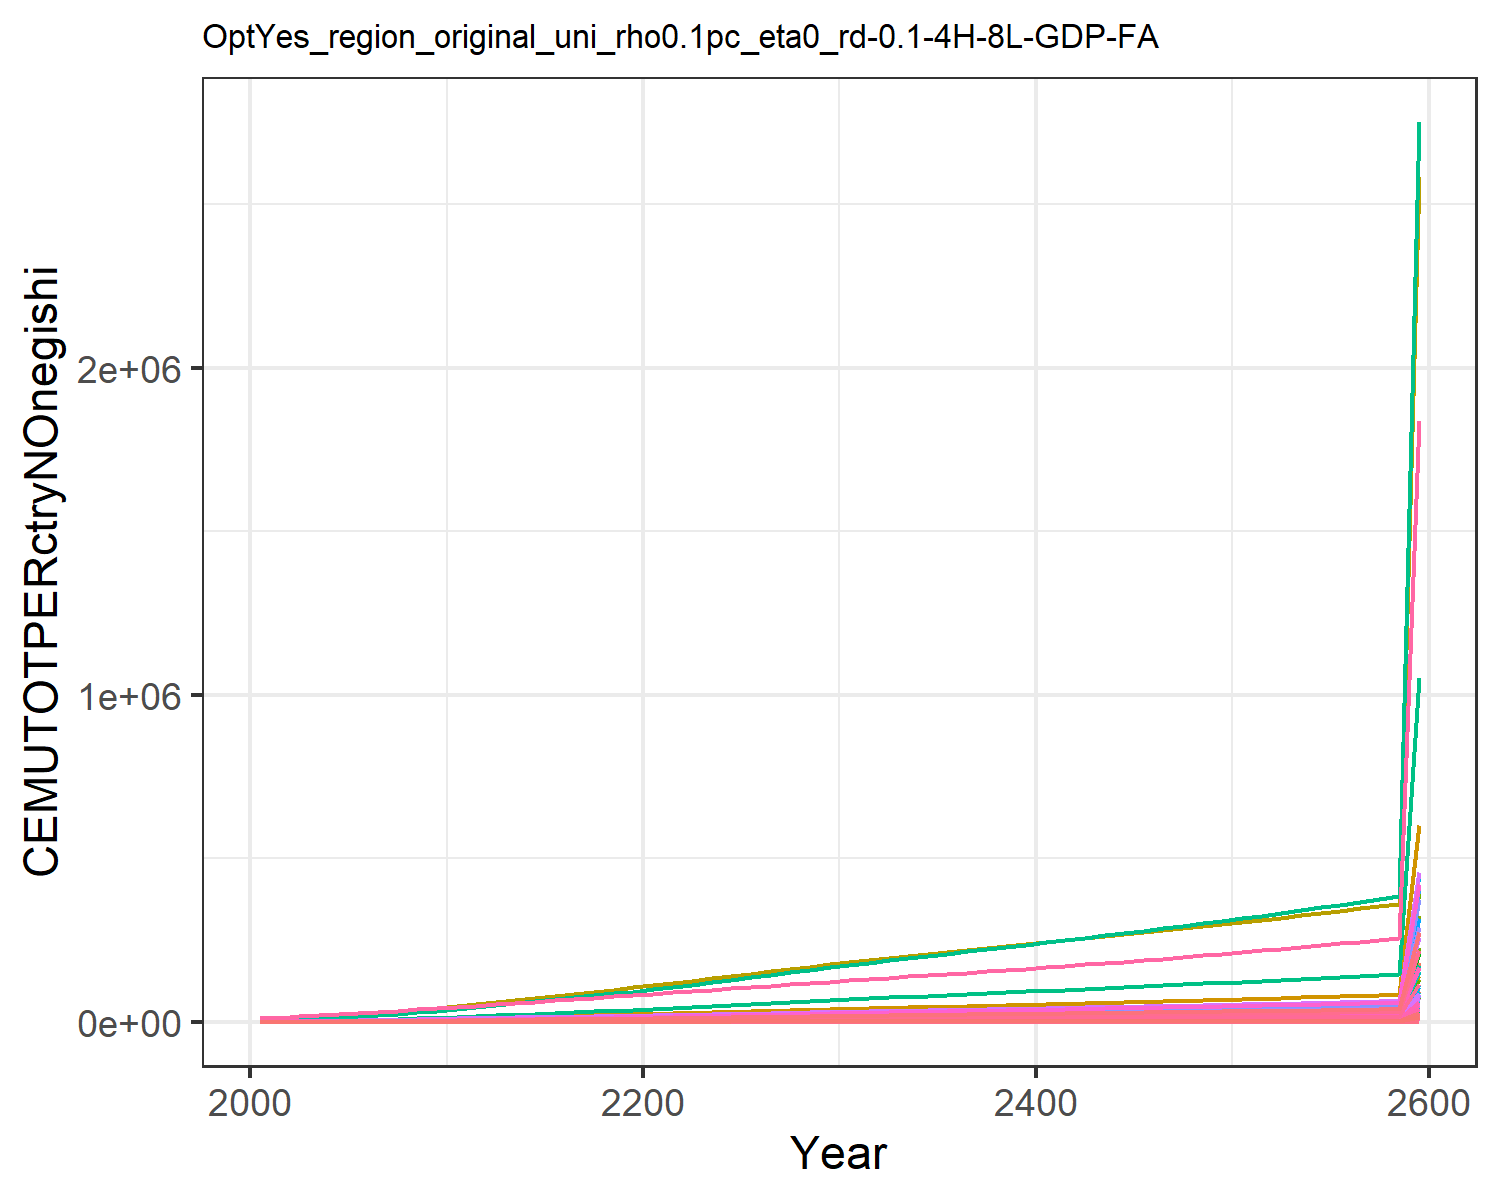 OptYes_region_original_uni_rho0.1pc_eta0_rd-0.1-4H-8L-GDP-FA
CEMUTOTPERctryNOnegishi
2e+06
1e+06
0e+00
2000 2200 2400 2600
Year